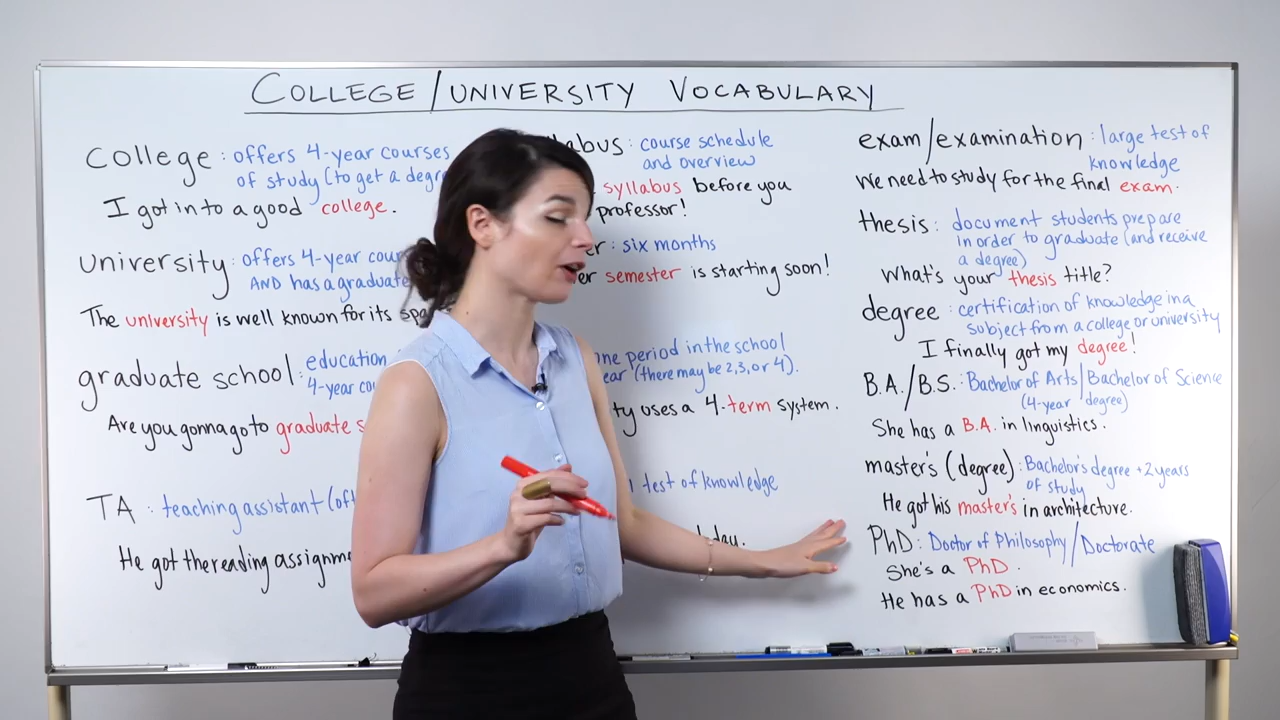 COLLEGE/UNIVERSITY VOCABULARY
college: offers 4-year courses
of study (to get a degr
I got in to a good college.
university: offers 4-year cour
AND has a graduate
The university is well known for its spa
graduate school: education
4-year cou
Are you gonna go to graduate s
TA: teaching assistant (oft
He got the reading assignme
labus: course schedule
and overview
syllabus before you
professor!
er: six months
er semester is starting soon!
one period in the school
ear (there may be 2,3, or 4).
ty uses a 4-term system.
test of knowledge
day.
exam/examination: large test of
knowledge
We need to study for the final exam.
thesis: document students prepare
in order to graduate (and receive
a degree)
What's your thesis title?
degree: certification of knowledge in a
subject from a college or university
I finally got my degree!
B.A./B.S.: Bachelor of Arts/Bachelor of Science
(4-year degree)
She has a B.A. in linguistics.
master's (degree): Bachelor's degree +2 years
of study
He got his master's in architecture.
PhD: Doctor of Philosophy/Doctorate
She's a PhD.
He has a PhD in economics.